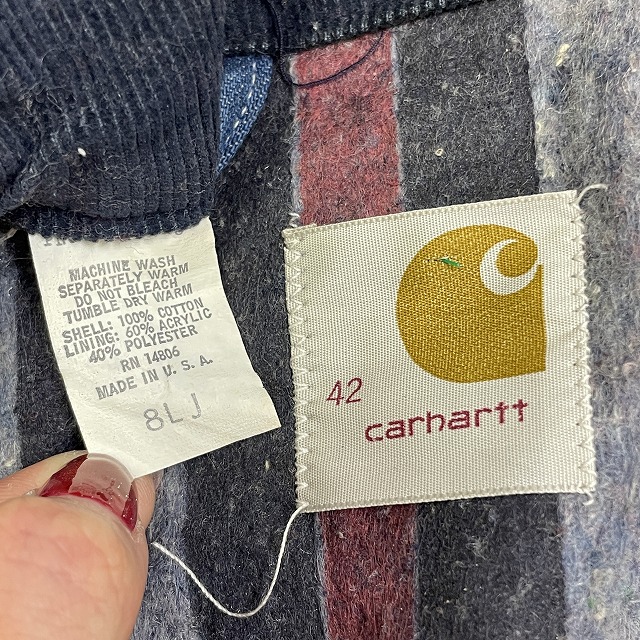 MACHINE WASH
SEPARATELY WARM
DO NOT BLEACH
TUMBLE DRY WARM
SHELL: 100% COTTON
LINING: 60% ACRYLIC
40% POLYESTER
RN 14806
MADE IN U. S. A.
8LJ
42
carhartt